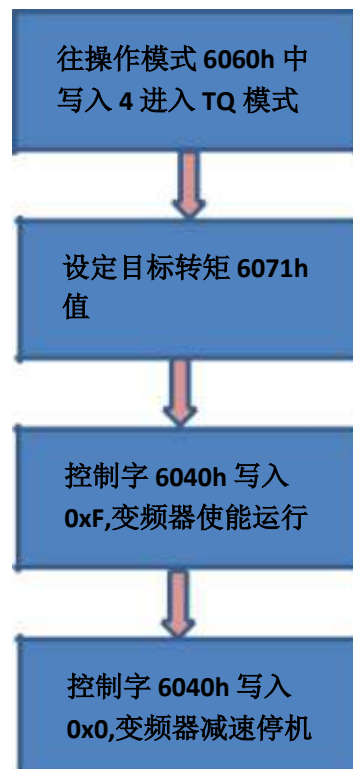 往操作模式 6060h 中
写入 4 进入 TQ 模式
设定目标转矩 6071h
值
控制字 6040h 写入
0xF,变频器使能运行
控制字 6040h 写入
0x0,变频器减速停机